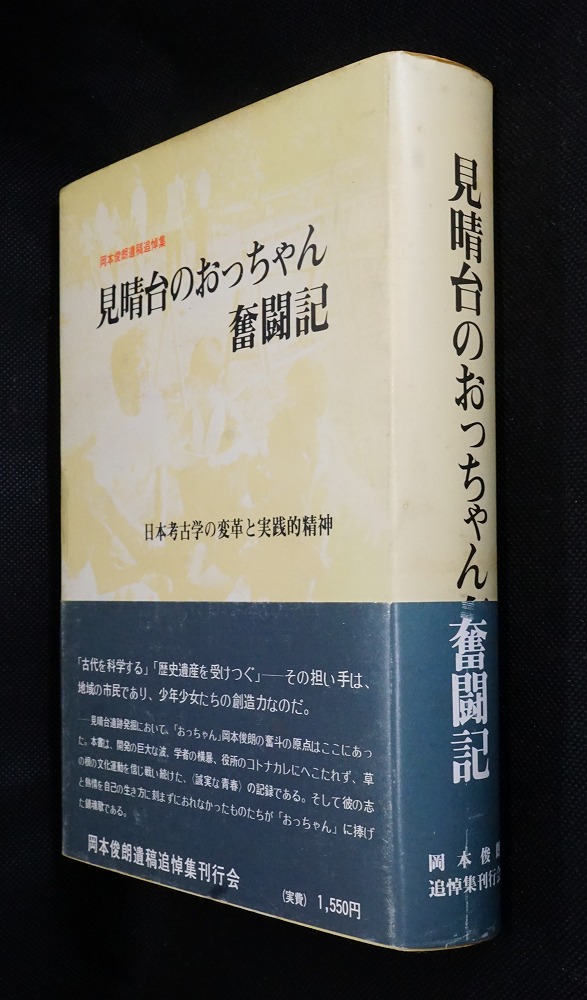 岡本俊朗遺稿追悼集
見晴台のおっちゃん
奮闘記
日本考古学の変革と実践的精神
「古代を科学する」「歴史遺産を受けつぐ」──その担い手は、
地域の市民であり、少年少女たちの創造力なのだ。
──見晴台遺跡発掘において、「おっちゃん」岡本俊朗の奮斗の原点はここにあっ
た。本書は、開発の巨大な波、学者の横暴、役所のコトナカレにへこたれず、草
の根の文化運動を信じ戦い続けた、〈誠実な青春〉の記録である。そして彼の志
と熱情を自己の生き方に刻まずにおれなかったものたちが「おっちゃん」に捧げ
た鎮魂歌である。
岡本俊朗遺稿追悼集刊行会
(実費) 1,550円
見晴台のおっちゃん
奮闘記
岡本俊
追悼集刊行会